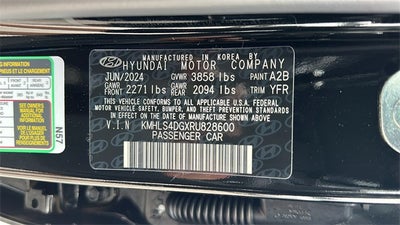 MANUFACTURED IN KOREA BY
HYUNDAI MOTOR COMPANY
JUN/2024 GVWR 3858 lbs PAINT A2B
GAWR FRONT 2271 lbs GAWR REAR 2094 lbs TRIM YFR
THIS VEHICLE CONFORMS TO ALL APPLICABLE U.S. FEDERAL
MOTOR VEHICLE SAFETY, BUMPER, AND THEFT PREVENTION STANDARDS
IN EFFECT ON THE DATE OF MANUFACTURE SHOWN ABOVE.
V.I.N KMHLS4DGXRU828600
PASSENGER CAR
N57